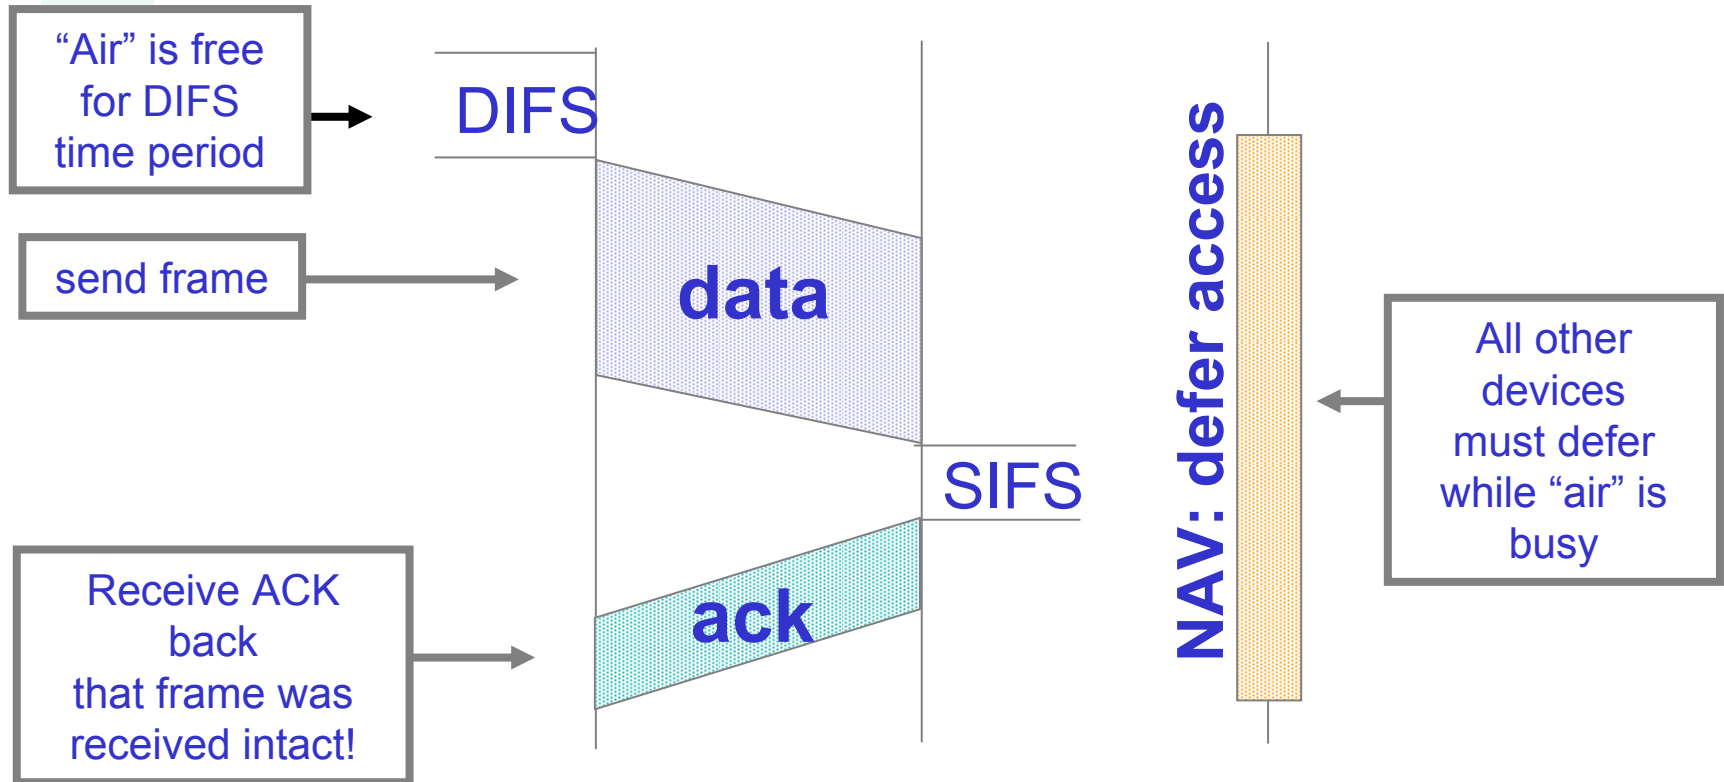 “Air” is free
for DIFS
time period
DIFS
send frame
data
SIFS
ack
Receive ACK
back
that frame was
received intact!
NAV: defer access
All other
devices
must defer
while “air” is
busy